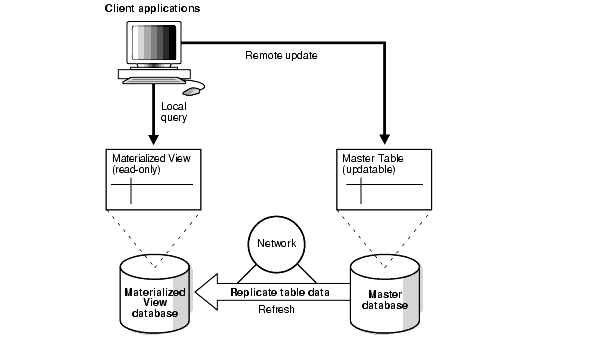 Client applications
Remote update
Local
query
Materialized View
(read-only)
Master Table
(updatable)
Network
Materialized
View
database
Replicate table data
Refresh
Master
database